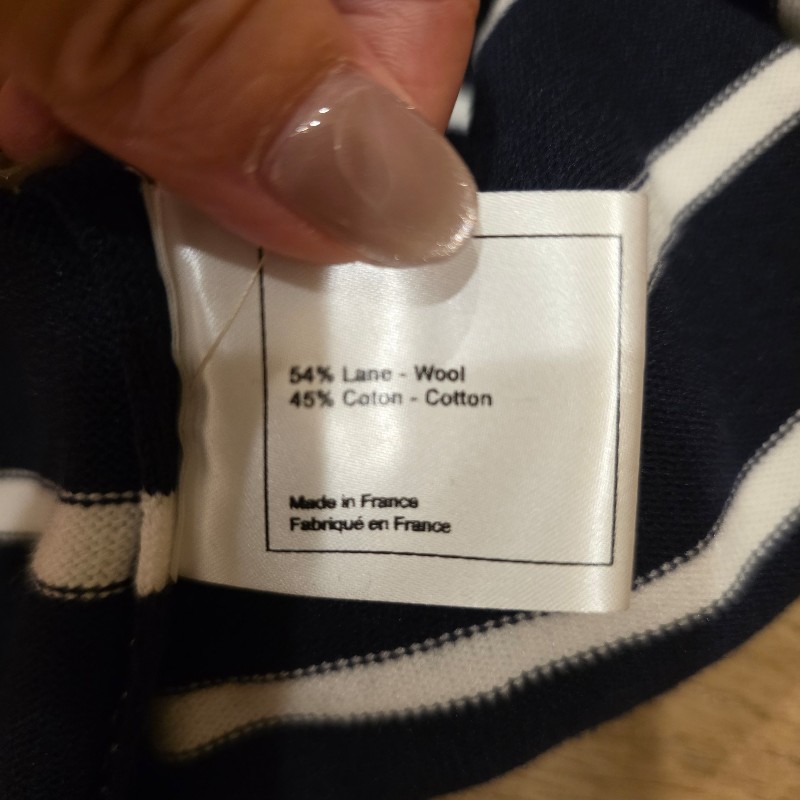 54% Lane - Wool
45% Coton - Cotton
Made in France
Fabriqué en France